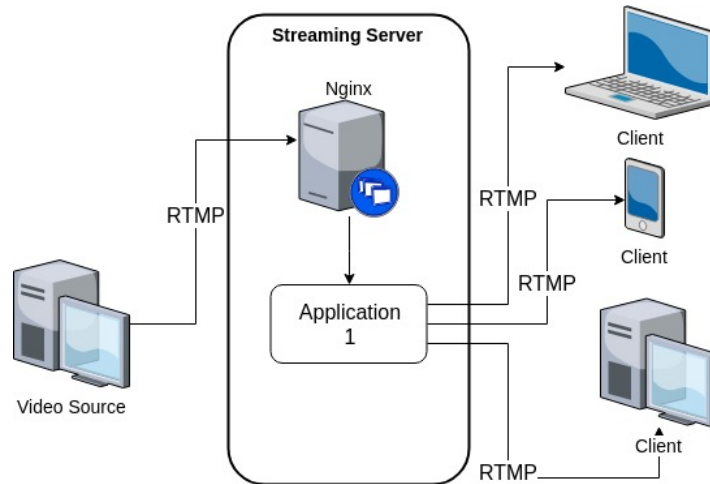 Streaming Server
Nginx
Client
RTMP
RTMP
Client
RTMP
Application
1
Video Source
Client
RTMP